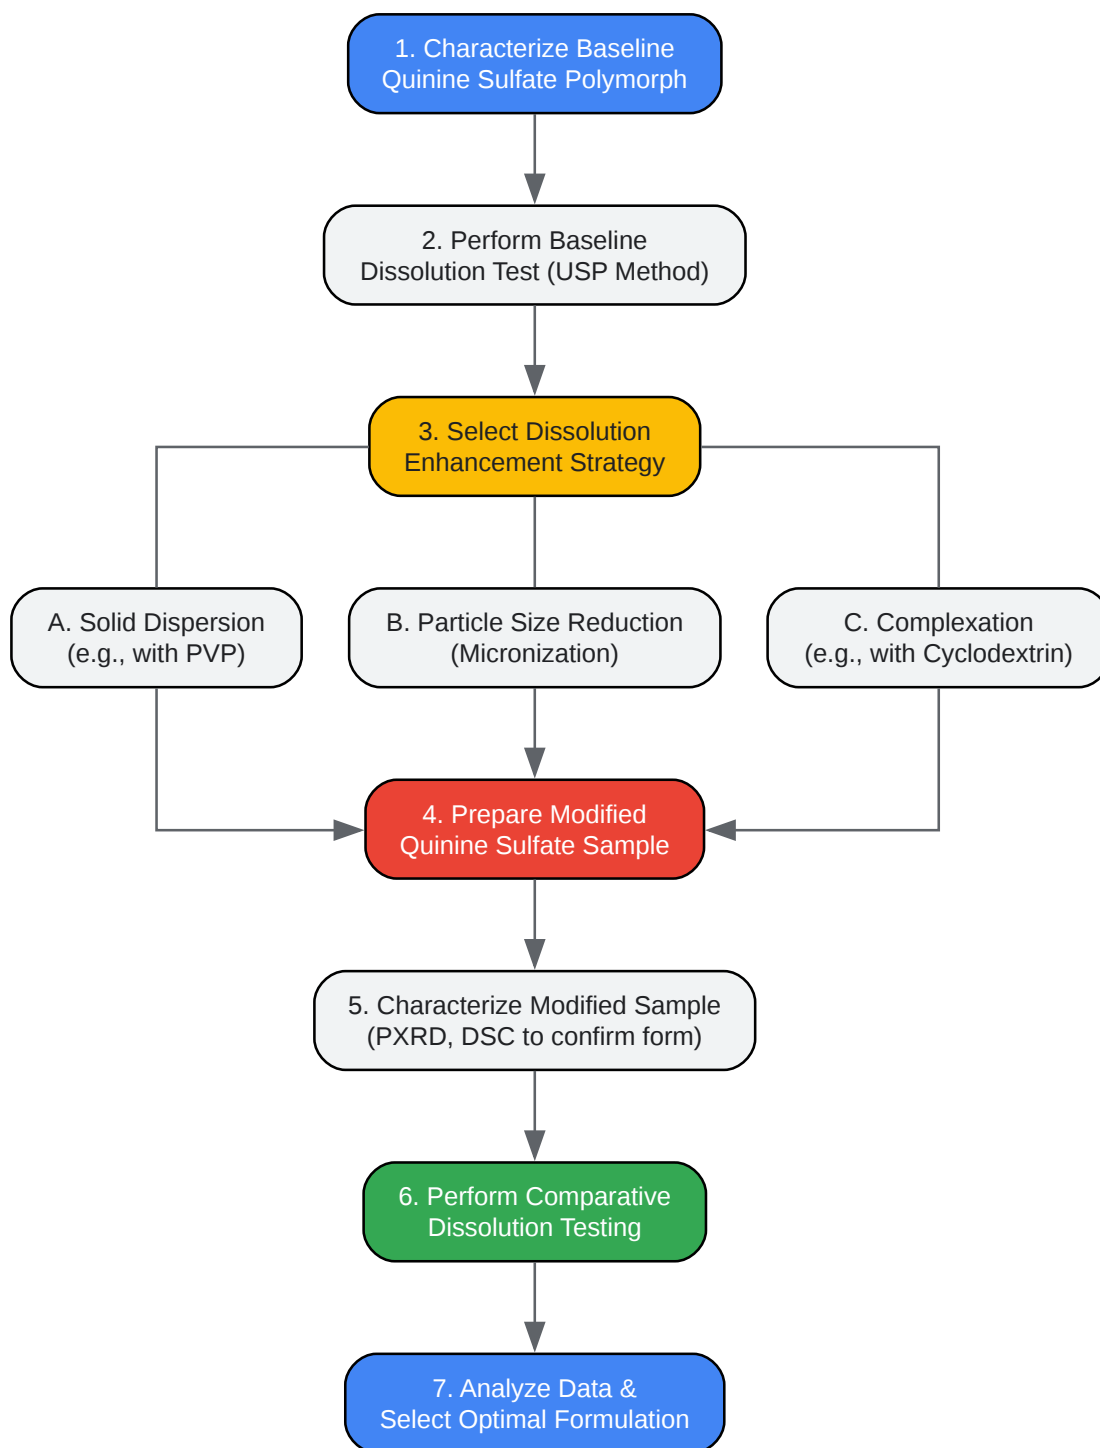 1. Characterize Baseline
Quinine Sulfate Polymorph
2. Perform Baseline
Dissolution Test (USP Method)
3. Select Dissolution
Enhancement Strategy
A. Solid Dispersion
(e.g., with PVP)
B. Particle Size Reduction
(Micronization)
C. Complexation
(e.g., with Cyclodextrin)
4. Prepare Modified
Quinine Sulfate Sample
5. Characterize Modified Sample
(PXRD, DSC to confirm form)
6. Perform Comparative
Dissolution Testing
7. Analyze Data &
Select Optimal Formulation